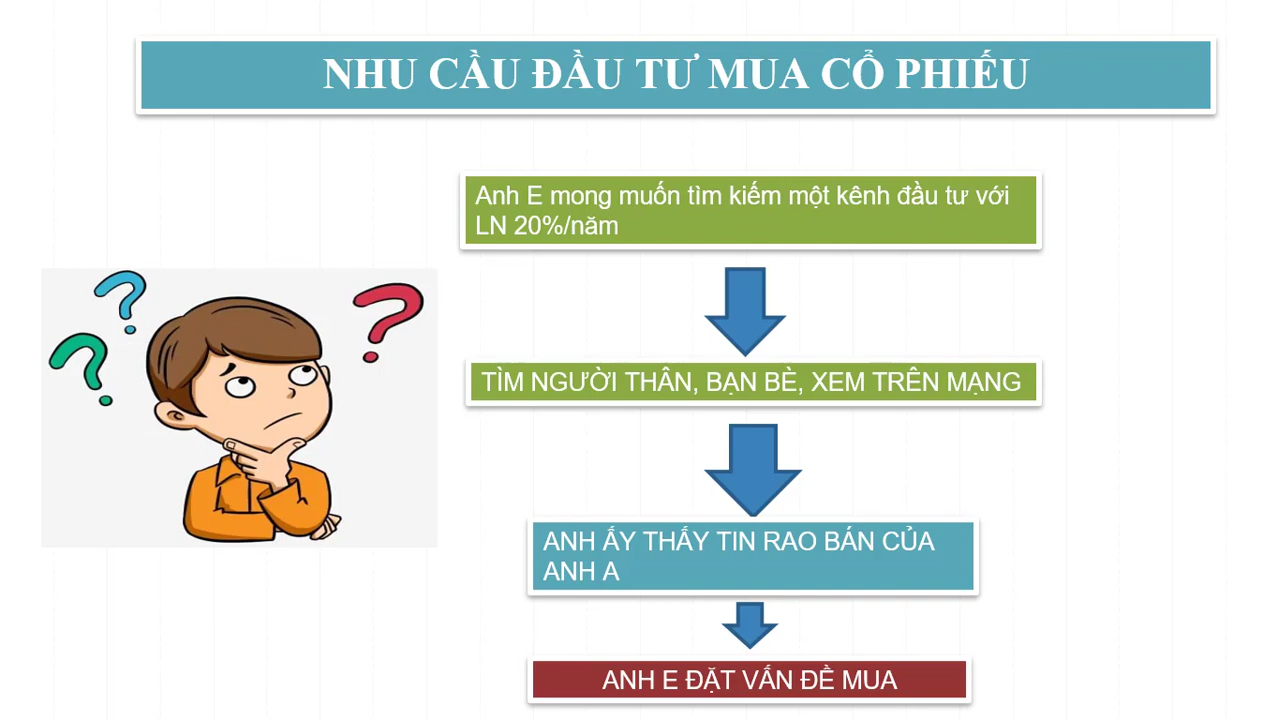 NHU CẦU ĐẦU TƯ MUA CỔ PHIẾU
Anh E mong muốn tìm kiếm một kênh đầu tư với
LN 20%/năm
TÌM NGƯỜI THÂN, BẠN BÈ, XEM TRÊN MẠNG
ANH ẤY THẤY TIN RAO BÁN CỦA
ANH A
ANH E ĐẶT VẤN ĐỀ MUA